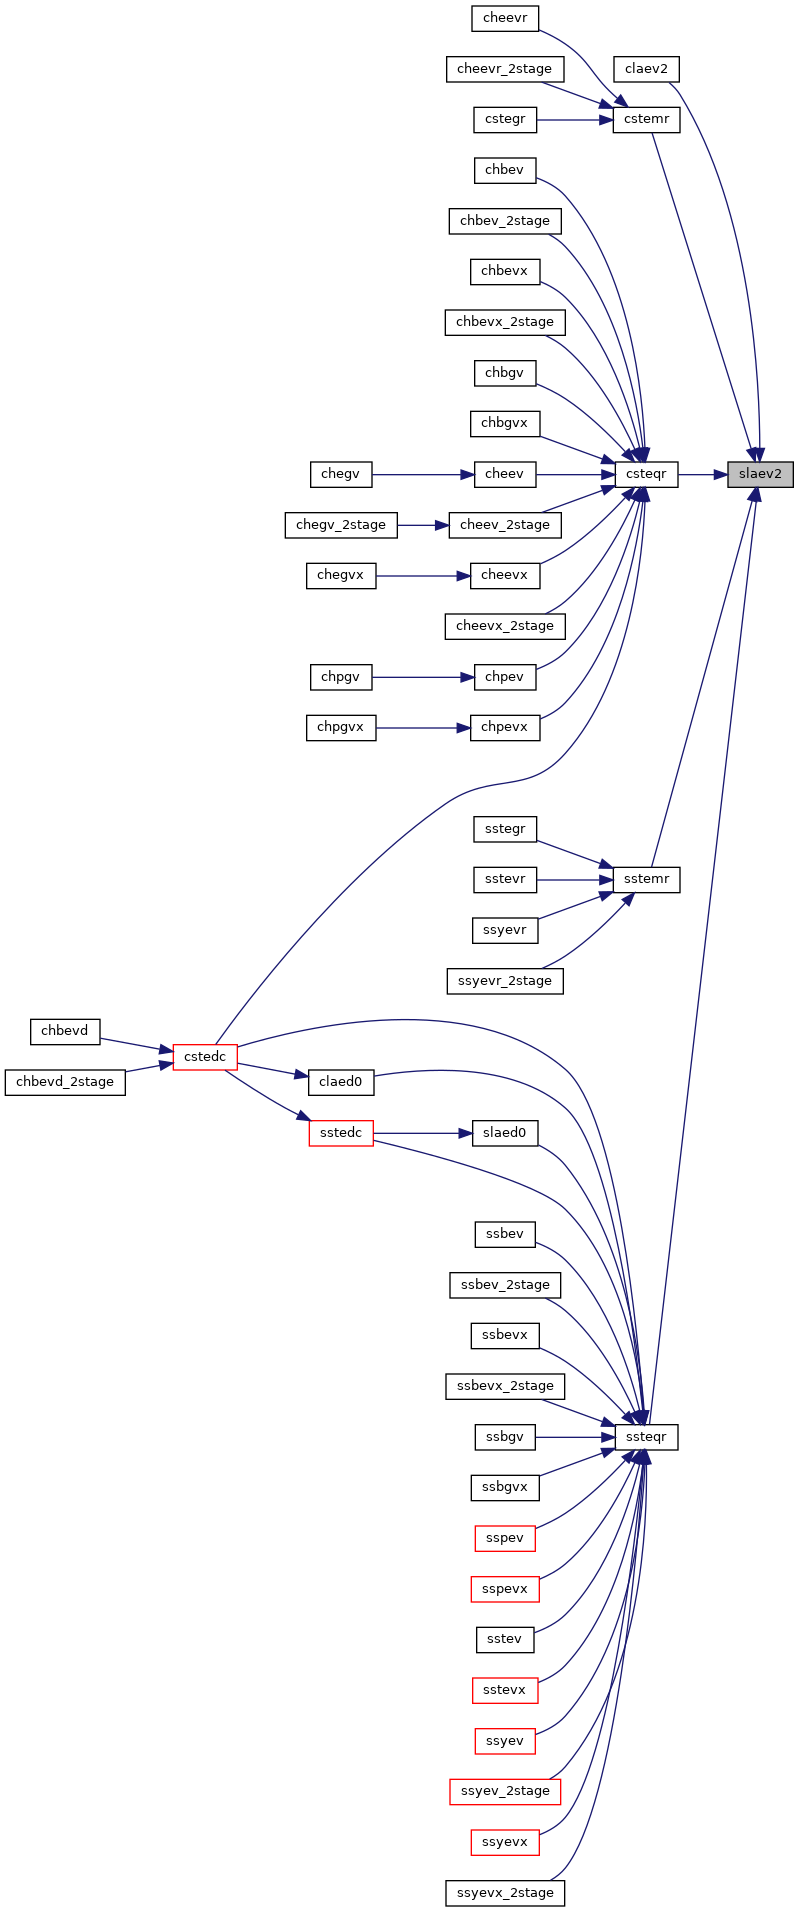 cheevr
cheevr_2stage
claev2
cstegr
cstemr
chbev
chbev_2stage
chbevx
chbevx_2stage
chbgv
chbgvx
chegv
cheev
csteqr
slaev2
chegv_2stage
cheev_2stage
chegvx
cheevx
cheevx_2stage
chpgv
chpev
chpgvx
chpevx
sstegr
sstevr
sstemr
ssyevr
ssyevr_2stage
chbevd
cstedc
chbevd_2stage
claed0
sstedc
slaed0
ssbev
ssbev_2stage
ssbevx
ssbevx_2stage
ssbgv
ssteqr
ssbgvx
sspev
sspevx
sstev
sstevx
ssyev
ssyev_2stage
ssyevx
ssyevx_2stage